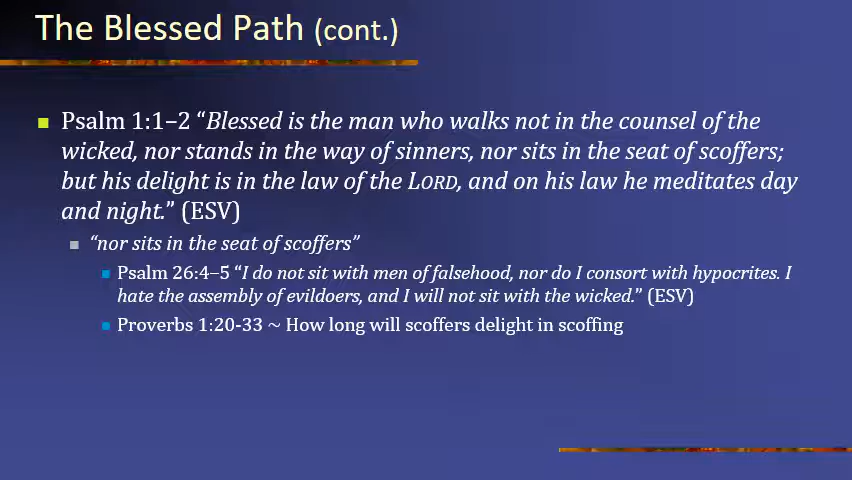 The Blessed Path (cont.)
Psalm 1:1–2 “Blessed is the man who walks not in the counsel of the
wicked, nor stands in the way of sinners, nor sits in the seat of scoffers;
but his delight is in the law of the LORD, and on his law he meditates day
and night.” (ESV)
“nor sits in the seat of scoffers”
Psalm 26:4–5 “I do not sit with men of falsehood, nor do I consort with hypocrites. I
hate the assembly of evildoers, and I will not sit with the wicked.” (ESV)
Proverbs 1:20-33 ~ How long will scoffers delight in scoffing